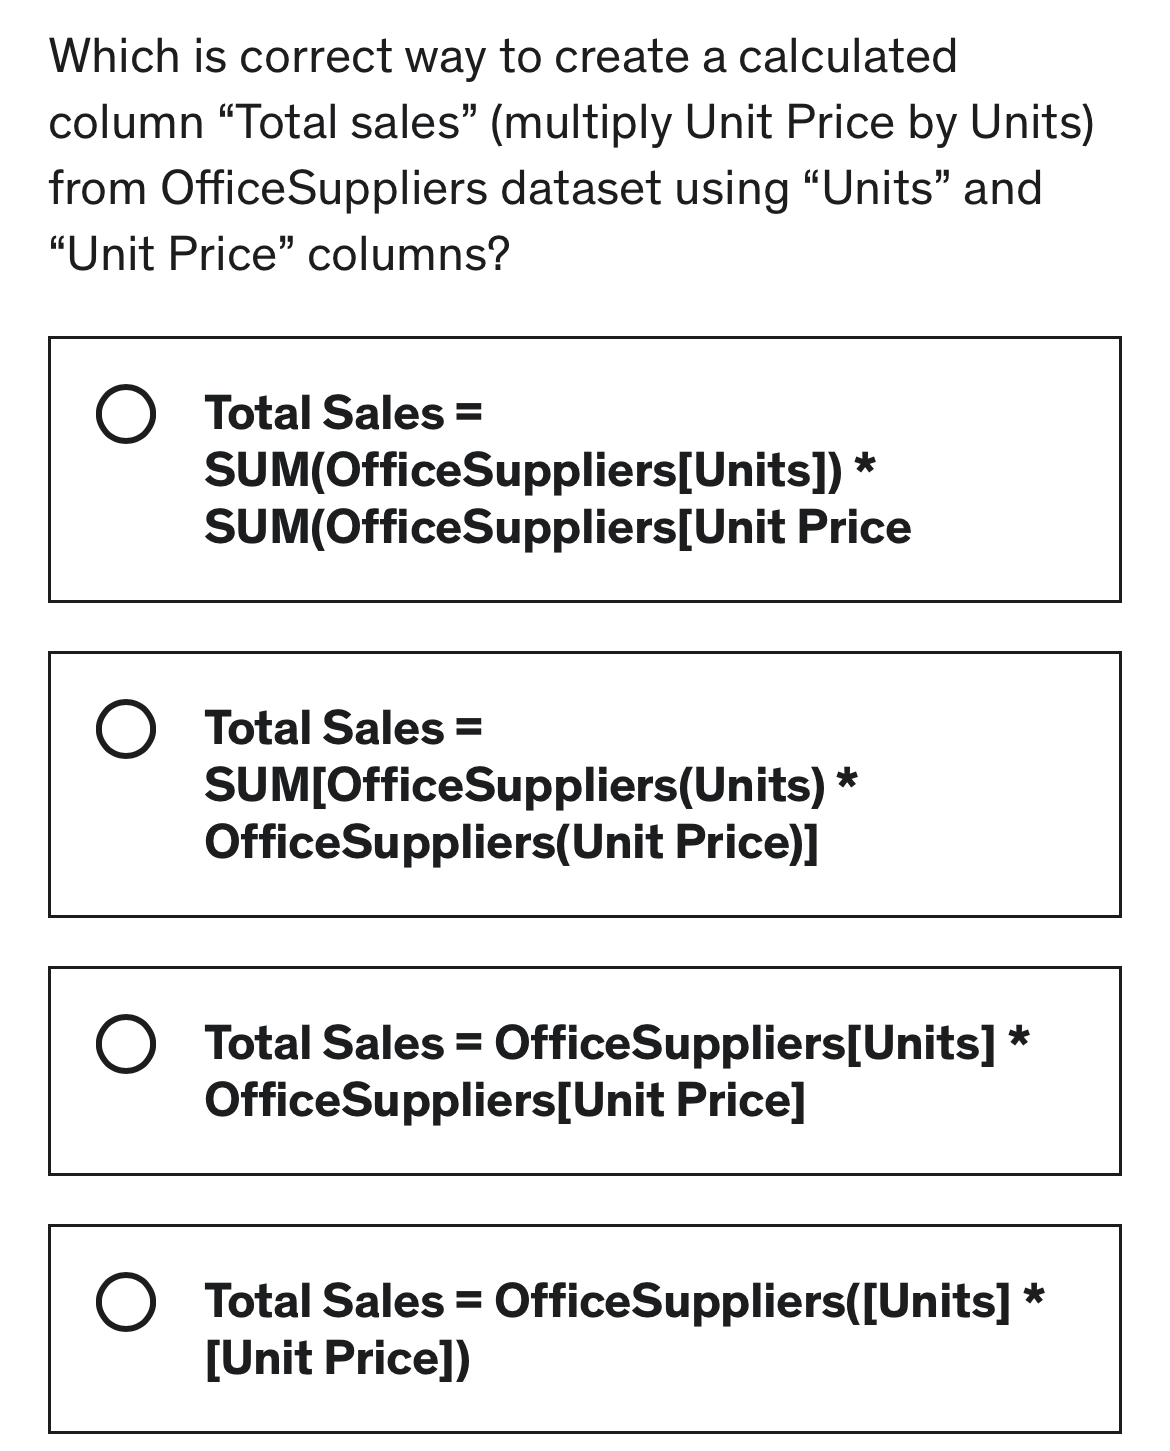 Which is correct way to create a calculated
column “Total sales” (multiply Unit Price by Units)
from OfficeSuppliers dataset using “Units” and
“Unit Price” columns?
Total Sales =
SUM(OfficeSuppliers[Units]) *
SUM(OfficeSuppliers[Unit Price
Total Sales =
SUM[OfficeSuppliers(Units) *
OfficeSuppliers(Unit Price)]
Total Sales = OfficeSuppliers[Units] *
OfficeSuppliers[Unit Price]
Total Sales = OfficeSuppliers([Units] *
[Unit Price])